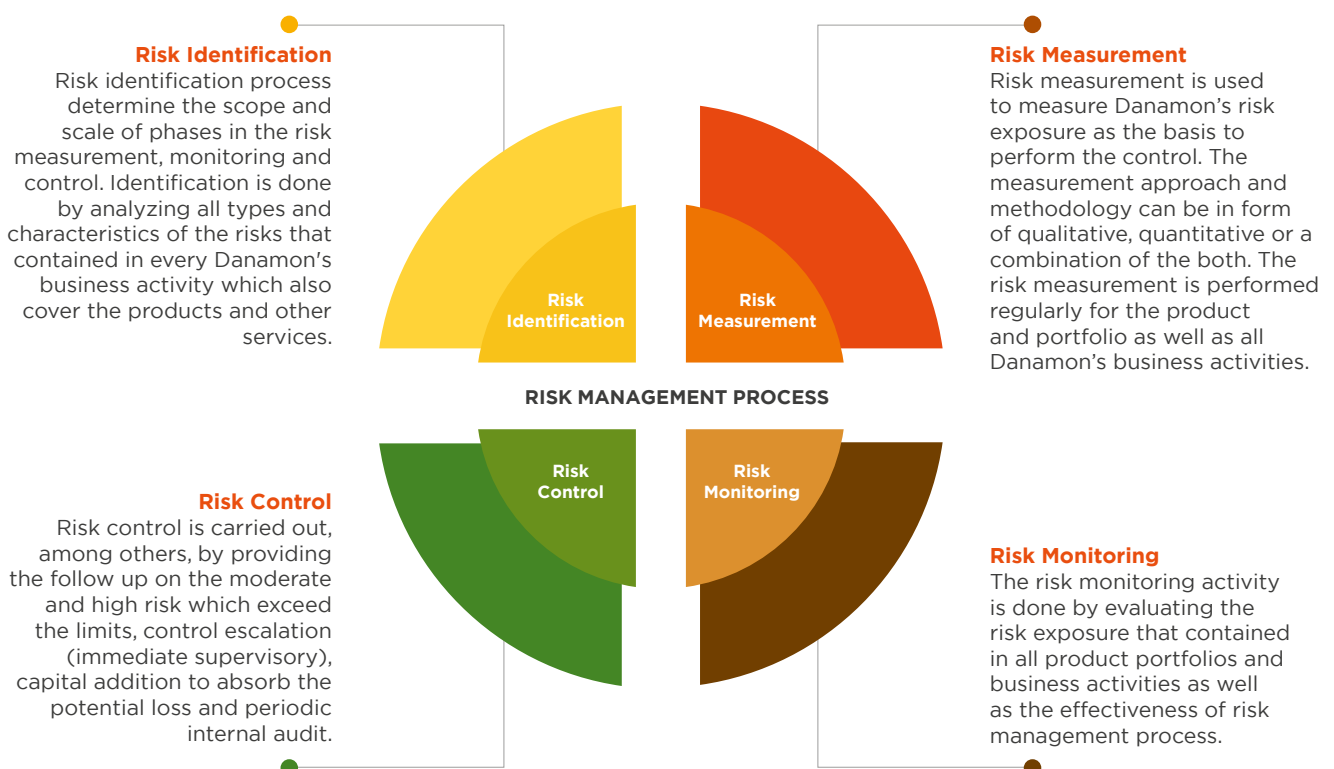 Risk Identification
Risk identification process
determine the scope and
scale of phases in the risk
measurement, monitoring and
control. Identification is done
by analyzing all types and
characteristics of the risks that
contained in every Danamon's
business activity which also
cover the products and other
services.
Risk Measurement
Risk measurement is used
to measure Danamon’s risk
exposure as the basis to
perform the control. The
measurement approach and
methodology can be in form
of qualitative, quantitative or a
combination of the both. The
risk measurement is performed
regularly for the product
and portfolio as well as all
Danamon’s business activities.
Risk
Identification
Risk
Measurement
RISK MANAGEMENT PROCESS
Risk
Control
Risk
Monitoring
Risk Control
Risk control is carried out,
among others, by providing
the follow up on the moderate
and high risk which exceed
the limits, control escalation
(immediate supervisory),
capital addition to absorb the
potential loss and periodic
internal audit.
Risk Monitoring
The risk monitoring activity
is done by evaluating the
risk exposure that contained
in all product portfolios and
business activities as well
as the effectiveness of risk
management process.